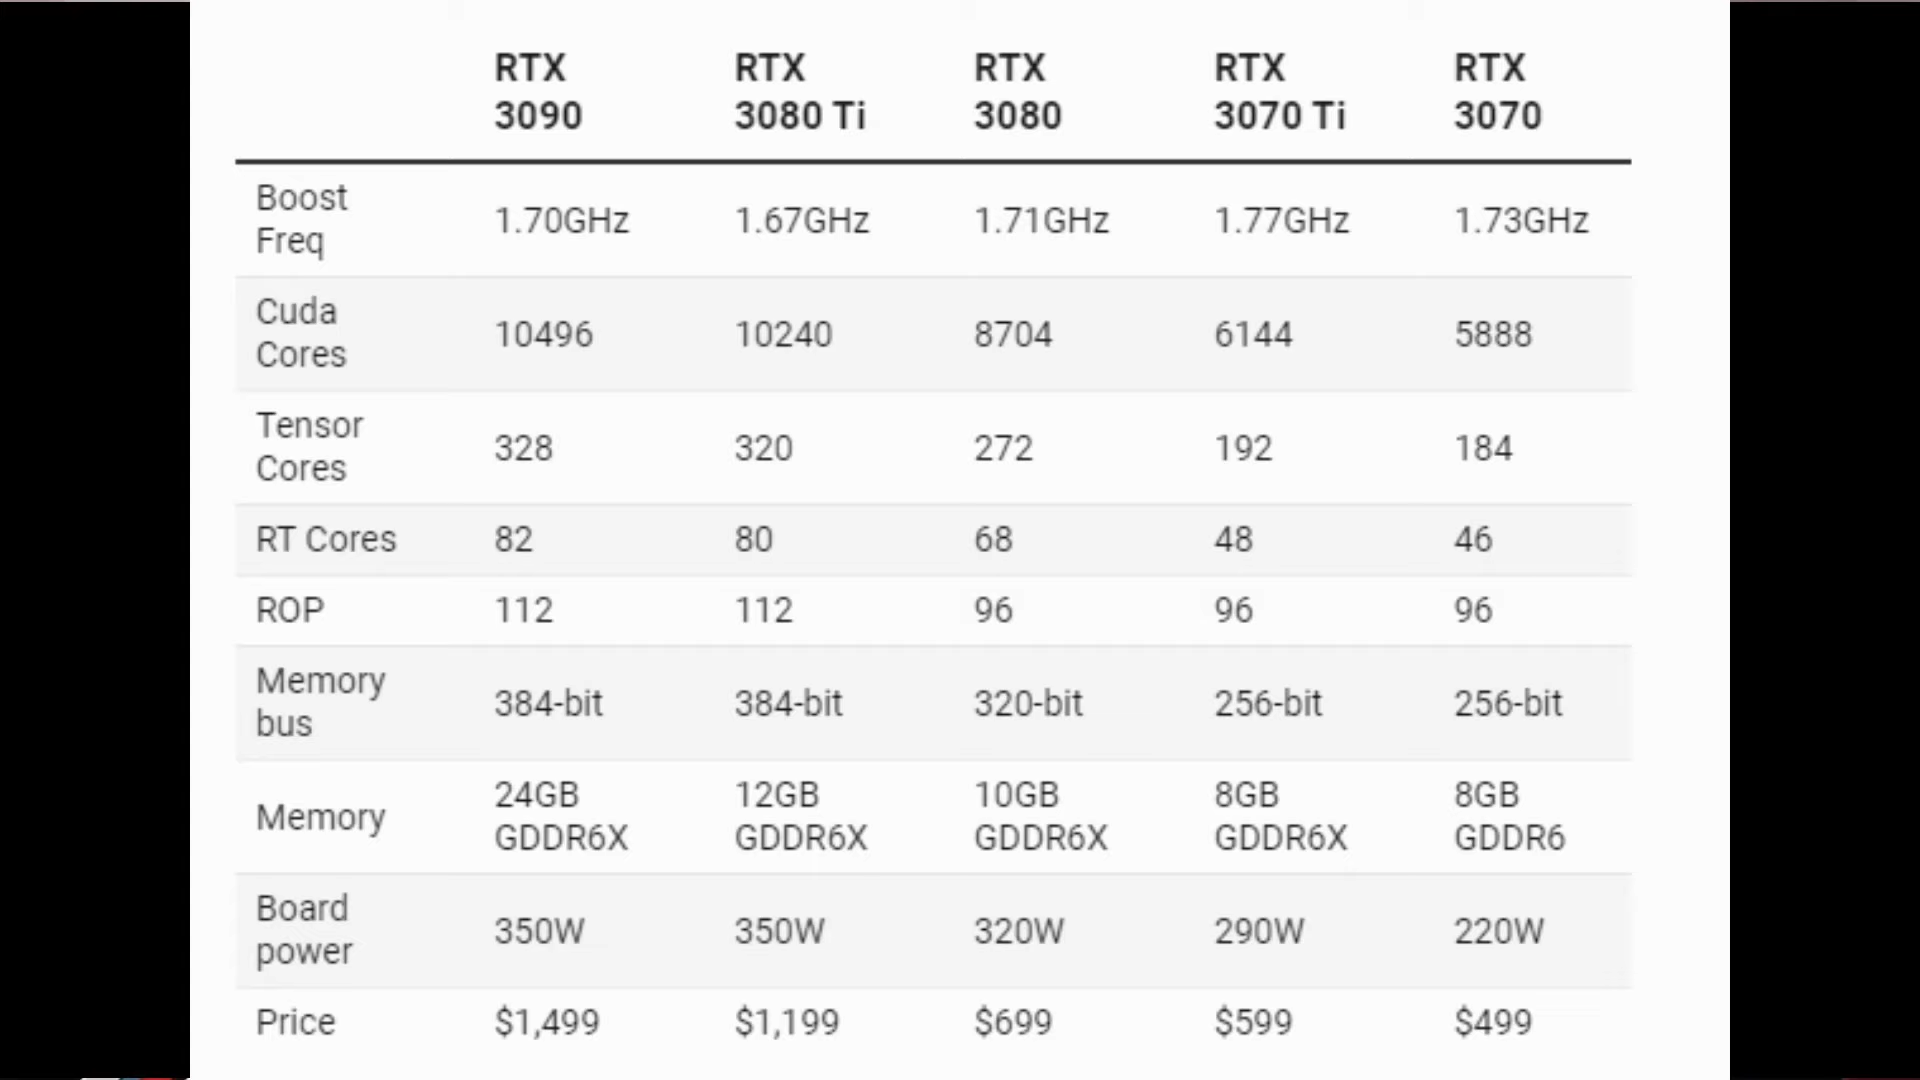 RTX 3090 RTX 3080 Ti RTX 3080 RTX 3070 Ti RTX 3070
Boost Freq 1.70GHz 1.67GHz 1.71GHz 1.77GHz 1.73GHz
Cuda Cores 10496 10240 8704 6144 5888
Tensor Cores 328 320 272 192 184
RT Cores 82 80 68 48 46
ROP 112 112 96 96 96
Memory bus 384-bit 384-bit 320-bit 256-bit 256-bit
Memory 24GB GDDR6X 12GB GDDR6X 10GB GDDR6X 8GB GDDR6X 8GB GDDR6
Board power 350W 350W 320W 290W 220W
Price $1,499 $1,199 $699 $599 $499